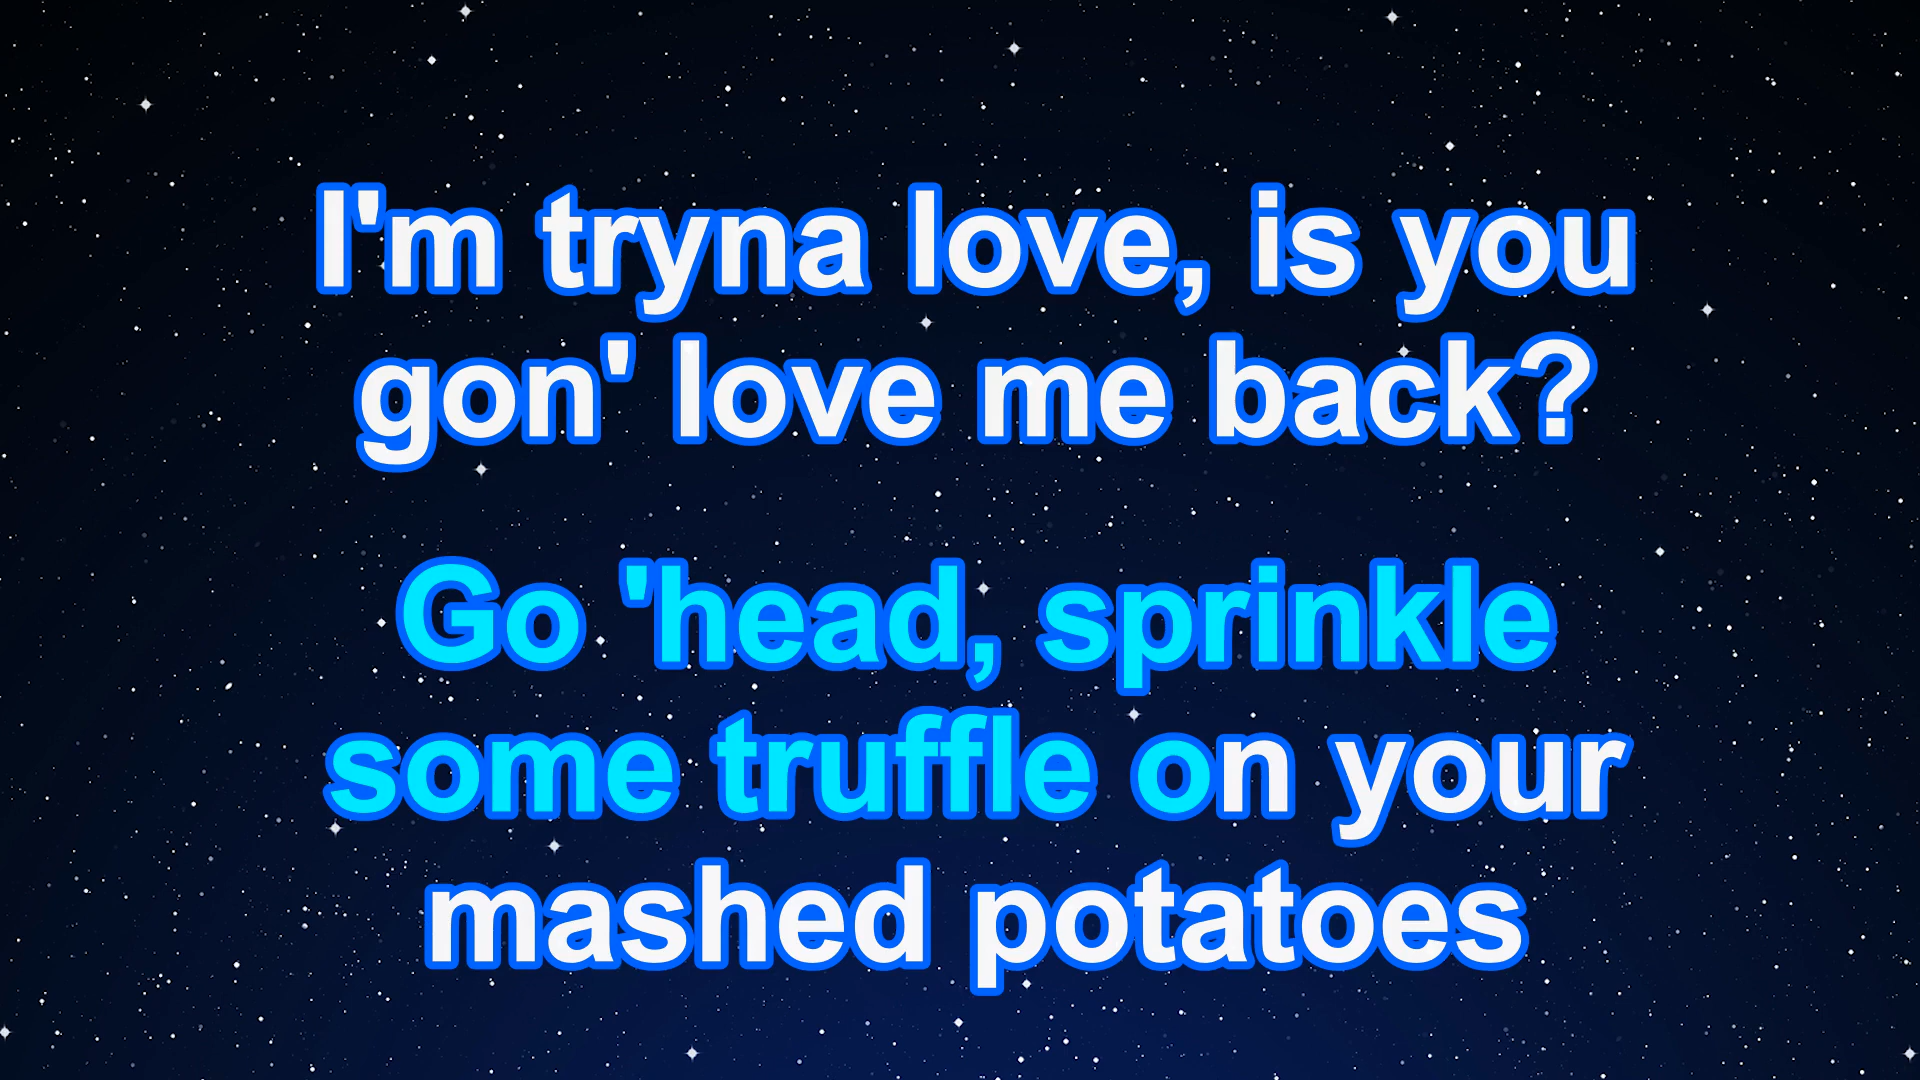 I'm tryna love, is you
gon' love me back?
Go 'head, sprinkle
some truffle on your
mashed potatoes